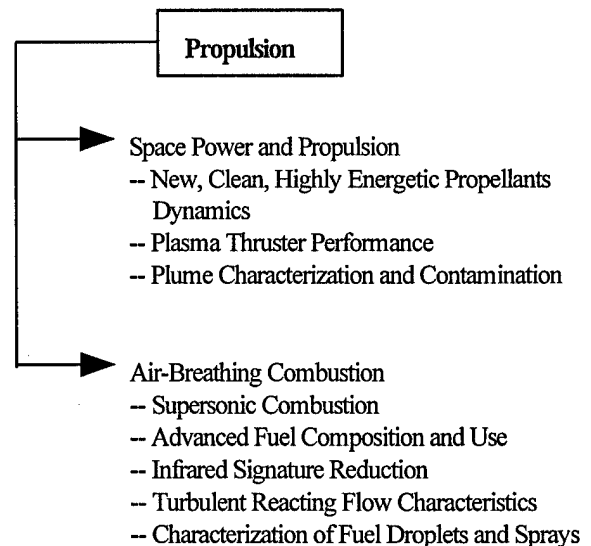 Propulsion
Space Power and Propulsion
-- New, Clean, Highly Energetic Propellants
Dynamics
-- Plasma Thruster Performance
-- Plume Characterization and Contamination
Air-Breathing Combustion
-- Supersonic Combustion
-- Advanced Fuel Composition and Use
-- Infrared Signature Reduction
-- Turbulent Reacting Flow Characteristics
-- Characterization of Fuel Droplets and Sprays